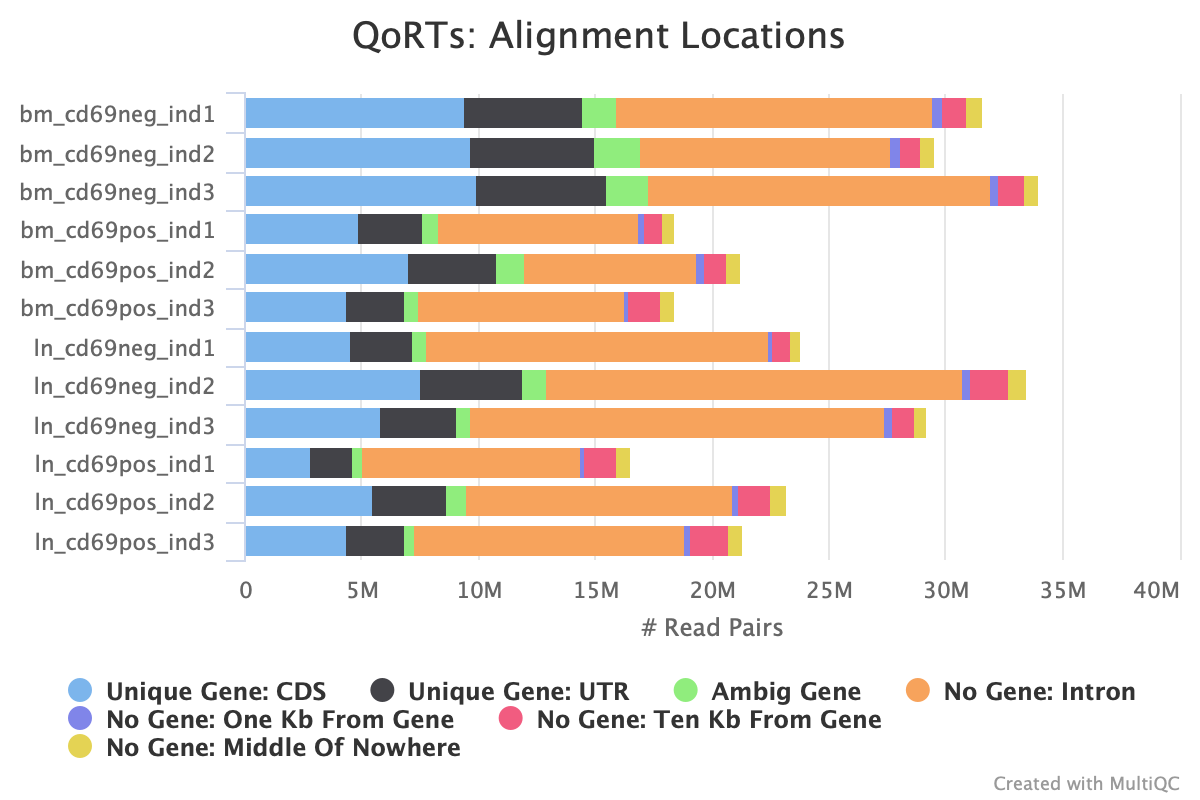 QoRTs: Alignment Locations
bm_cd69neg_ind1
bm_cd69neg_ind2
bm_cd69neg_ind3
bm_cd69pos_ind1
bm_cd69pos_ind2
bm_cd69pos_ind3
ln_cd69neg_ind1
ln_cd69neg_ind2
ln_cd69neg_ind3
ln_cd69pos_ind1
ln_cd69pos_ind2
ln_cd69pos_ind3
0 5M 10M 15M 20M 25M 30M 35M 40M
# Read Pairs
Unique Gene: CDS Unique Gene: UTR Ambig Gene No Gene: Intron
No Gene: One Kb From Gene No Gene: Ten Kb From Gene
No Gene: Middle Of Nowhere
Created with MultiQC